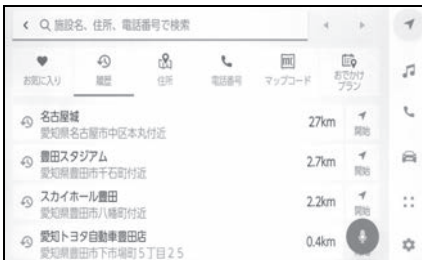 施設名、住所、電話番号で検索
お気に入り
履歴
住所
電話番号
マップコード
おでかけ
プラン
名古屋城
愛知県名古屋市中区本丸付近
27km
開始
豊田スタジアム
愛知県豊田市千石町付近
2.7km
開始
スカイホール豊田
愛知県豊田市八幡町付近
2.2km
開始
愛知トヨタ自動車豊田店
愛知県豊田市下市場町5丁目25
0.4km